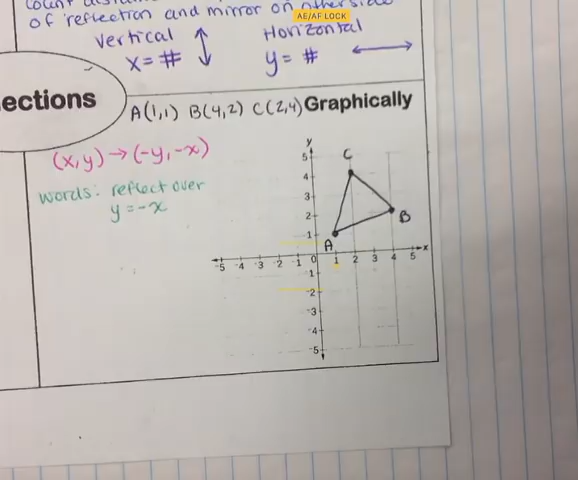 of reflection and mirror on other side
AE/AF LOCK
vertical
Horizontal
x = #
y = #
ections
A(1,1) B(4,2) C(2,4) Graphically
(x,y) → (-y,-x)
words: reflect over
y = -x
y
5
C
4
3
2
B
1
A
-5 -4 -3 -2 -1 0 1 2 3 4 5 x
-1
-2
-3
-4
-5